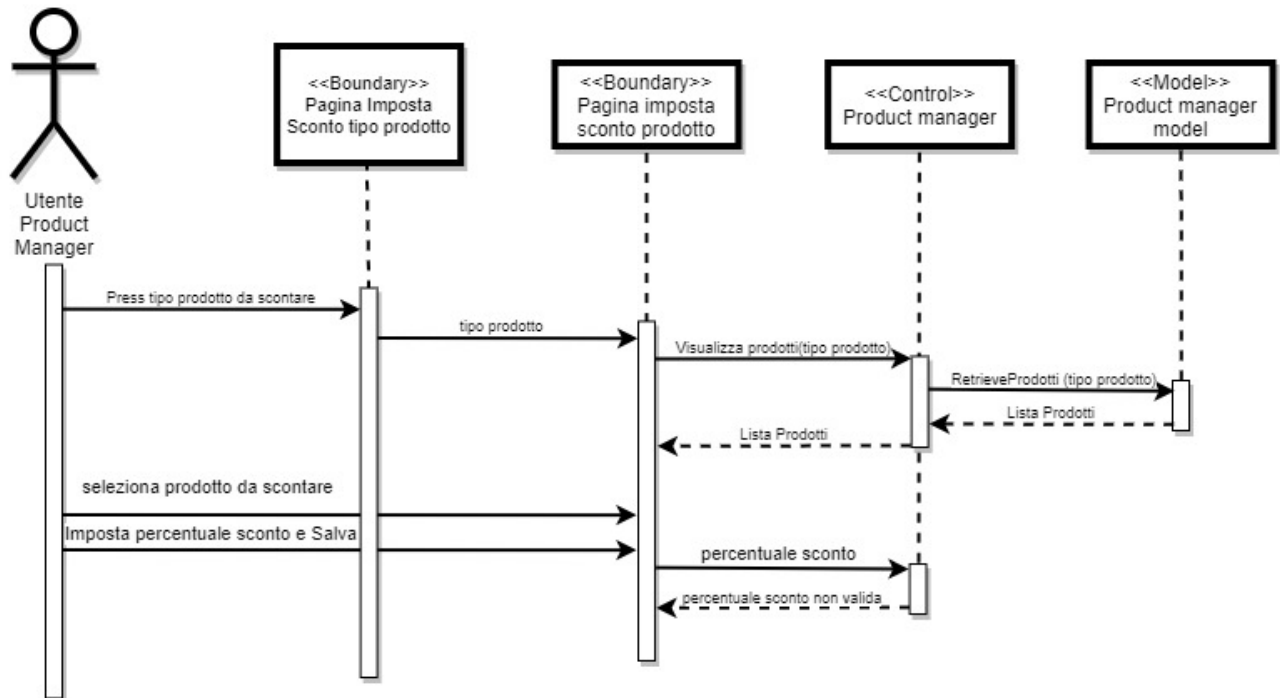 <<Boundary>>
Pagina Imposta
Sconto tipo prodotto
<<Boundary>>
Pagina imposta
sconto prodotto
<<Control>>
Product manager
<<Model>>
Product manager
model
Utente
Product
Manager
Press tipo prodotto da scontare
tipo prodotto
Visualizza prodotti(tipo prodotto)
RetrieveProdotti (tipo prodotto)
Lista Prodotti
Lista Prodotti
seleziona prodotto da scontare
Imposta percentuale sconto e Salva
percentuale sconto
percentuale sconto non valida